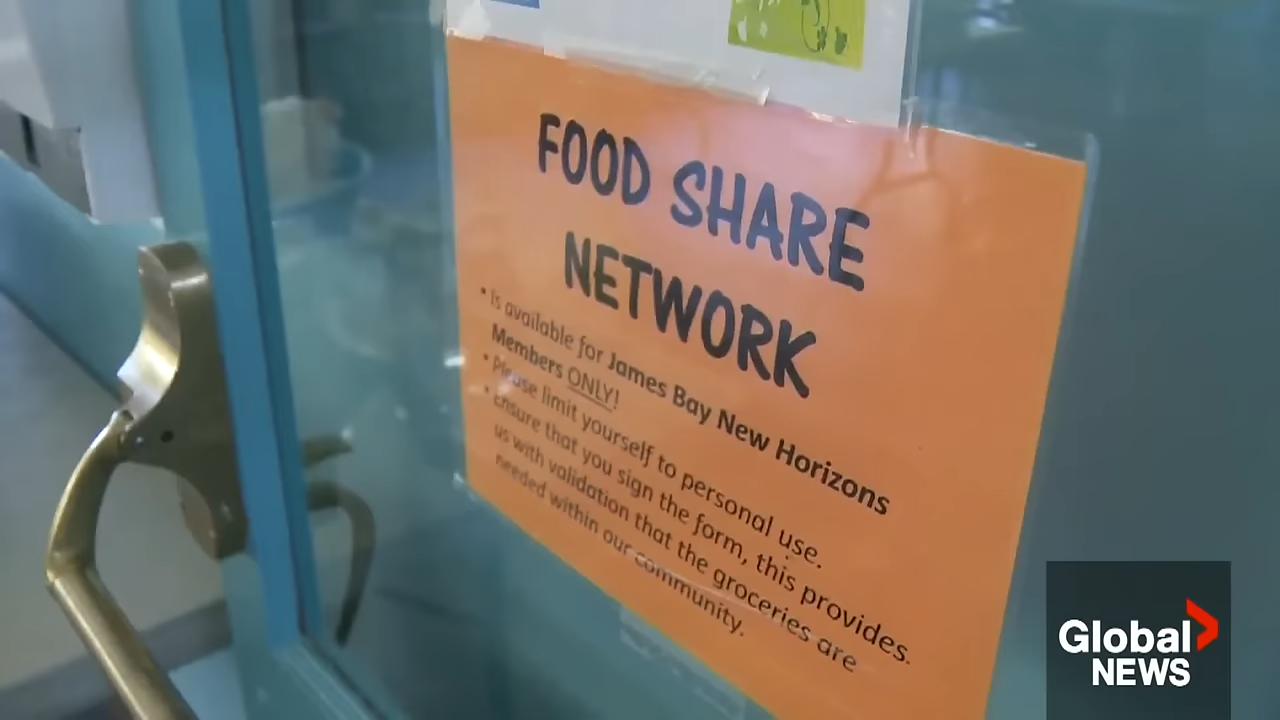 FOOD SHARE
NETWORK
• Is available for James Bay New Horizons
Members ONLY!
• Please limit yourself to personal use.
• Ensure that you sign the form, this provides.
us with validation that the groceries are
needed within our community.
Global
NEWS